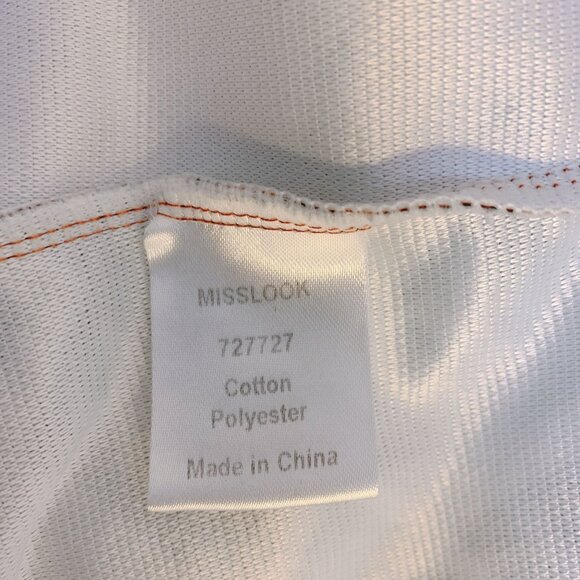 MISSLOOK
727727
Cotton
Polyester
Made in China